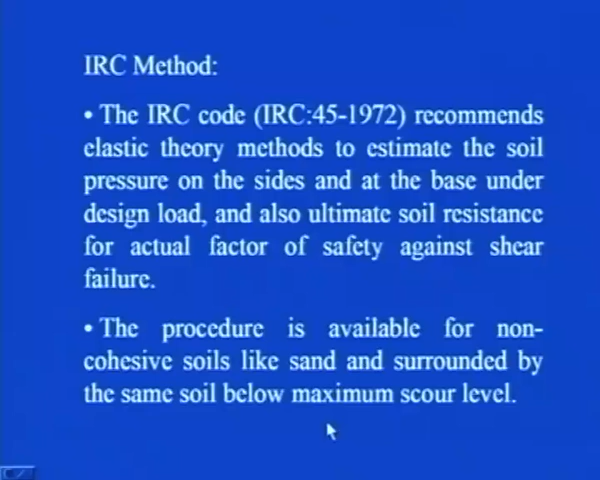 IRC Method:
• The IRC code (IRC:45-1972) recommends
elastic theory methods to estimate the soil
pressure on the sides and at the base under
design load, and also ultimate soil resistance
for actual factor of safety against shear
failure.
• The procedure is available for non-
cohesive soils like sand and surrounded by
the same soil below maximum scour level.